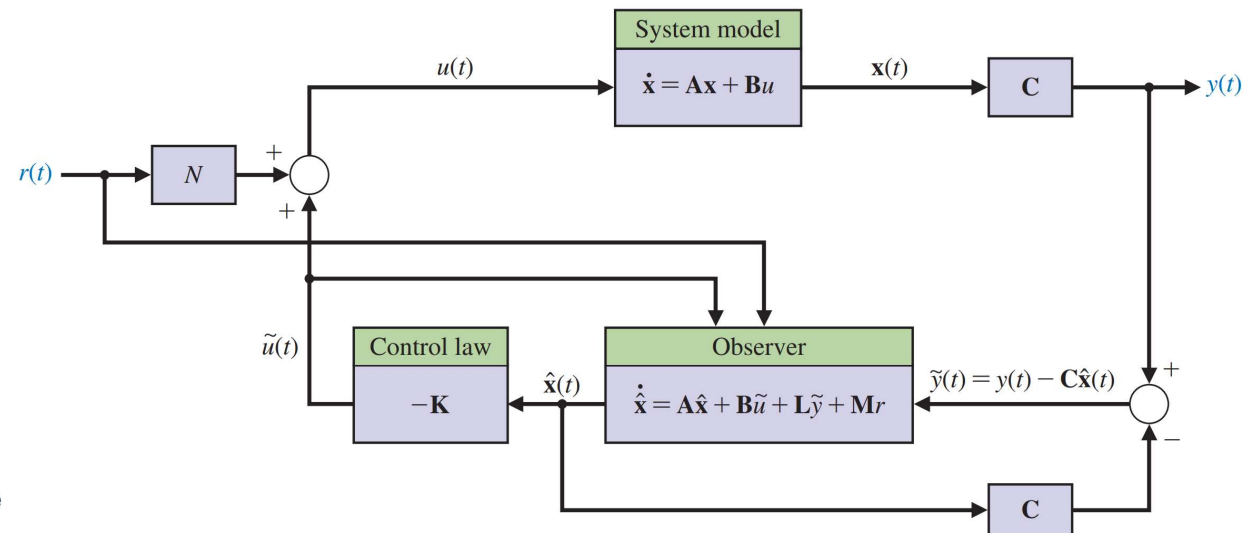 System model
u(t)
ẋ = Ax + Bu
x(t)
C
y(t)
r(t)
N
+
+
ũ(t)
Control law
−K
x̂(t)
Observer
x̂̇ = Ax̂ + Bũ + Lỹ + Mr
ỹ(t) = y(t) − Cx̂(t)
+
−
C